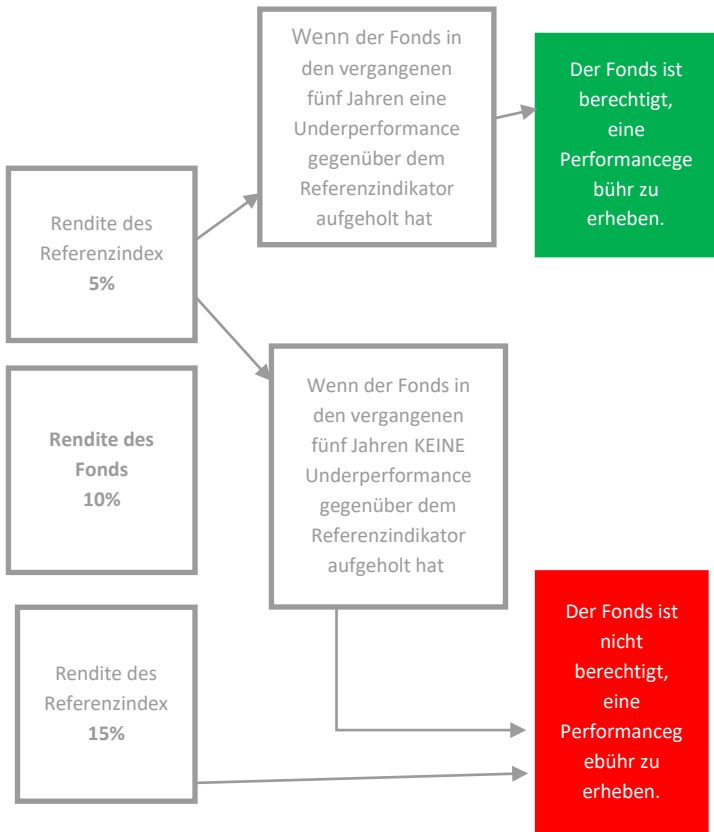 Wenn der Fonds in
den vergangenen
fünf Jahren eine
Underperformance
gegenüber dem
Referenzindikator
aufgeholt hat
Der Fonds ist
berechtigt,
eine
Performancege
bühr zu
erheben.
Rendite des
Referenzindex
5%
Rendite des
Fonds
10%
Wenn der Fonds in
den vergangenen
fünf Jahren KEINE
Underperformance
gegenüber dem
Referenzindikator
aufgeholt hat
Rendite des
Referenzindex
15%
Der Fonds ist
nicht
berechtigt,
eine
Performanceg
ebühr zu
erheben.